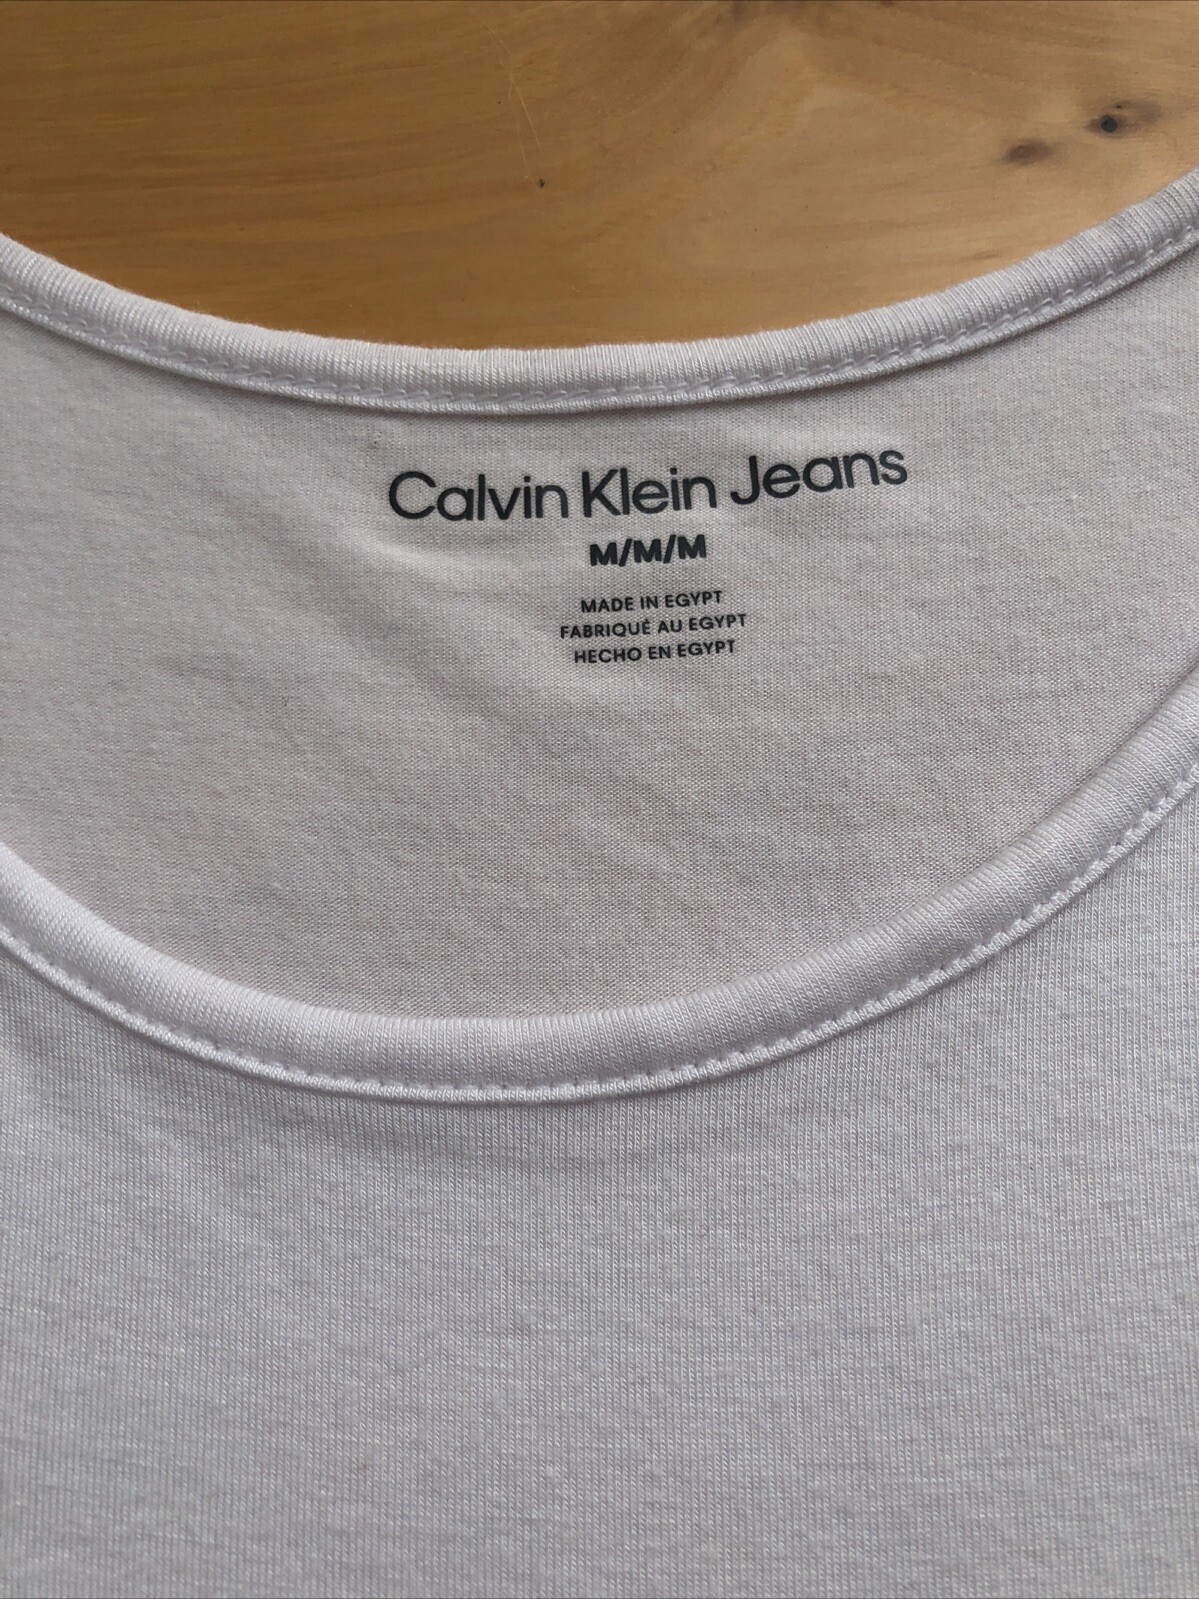 Calvin Klein Jeans
M/M/M
MADE IN EGYPT
FABRIQUÉ AU EGYPT
HECHO EN EGYPT